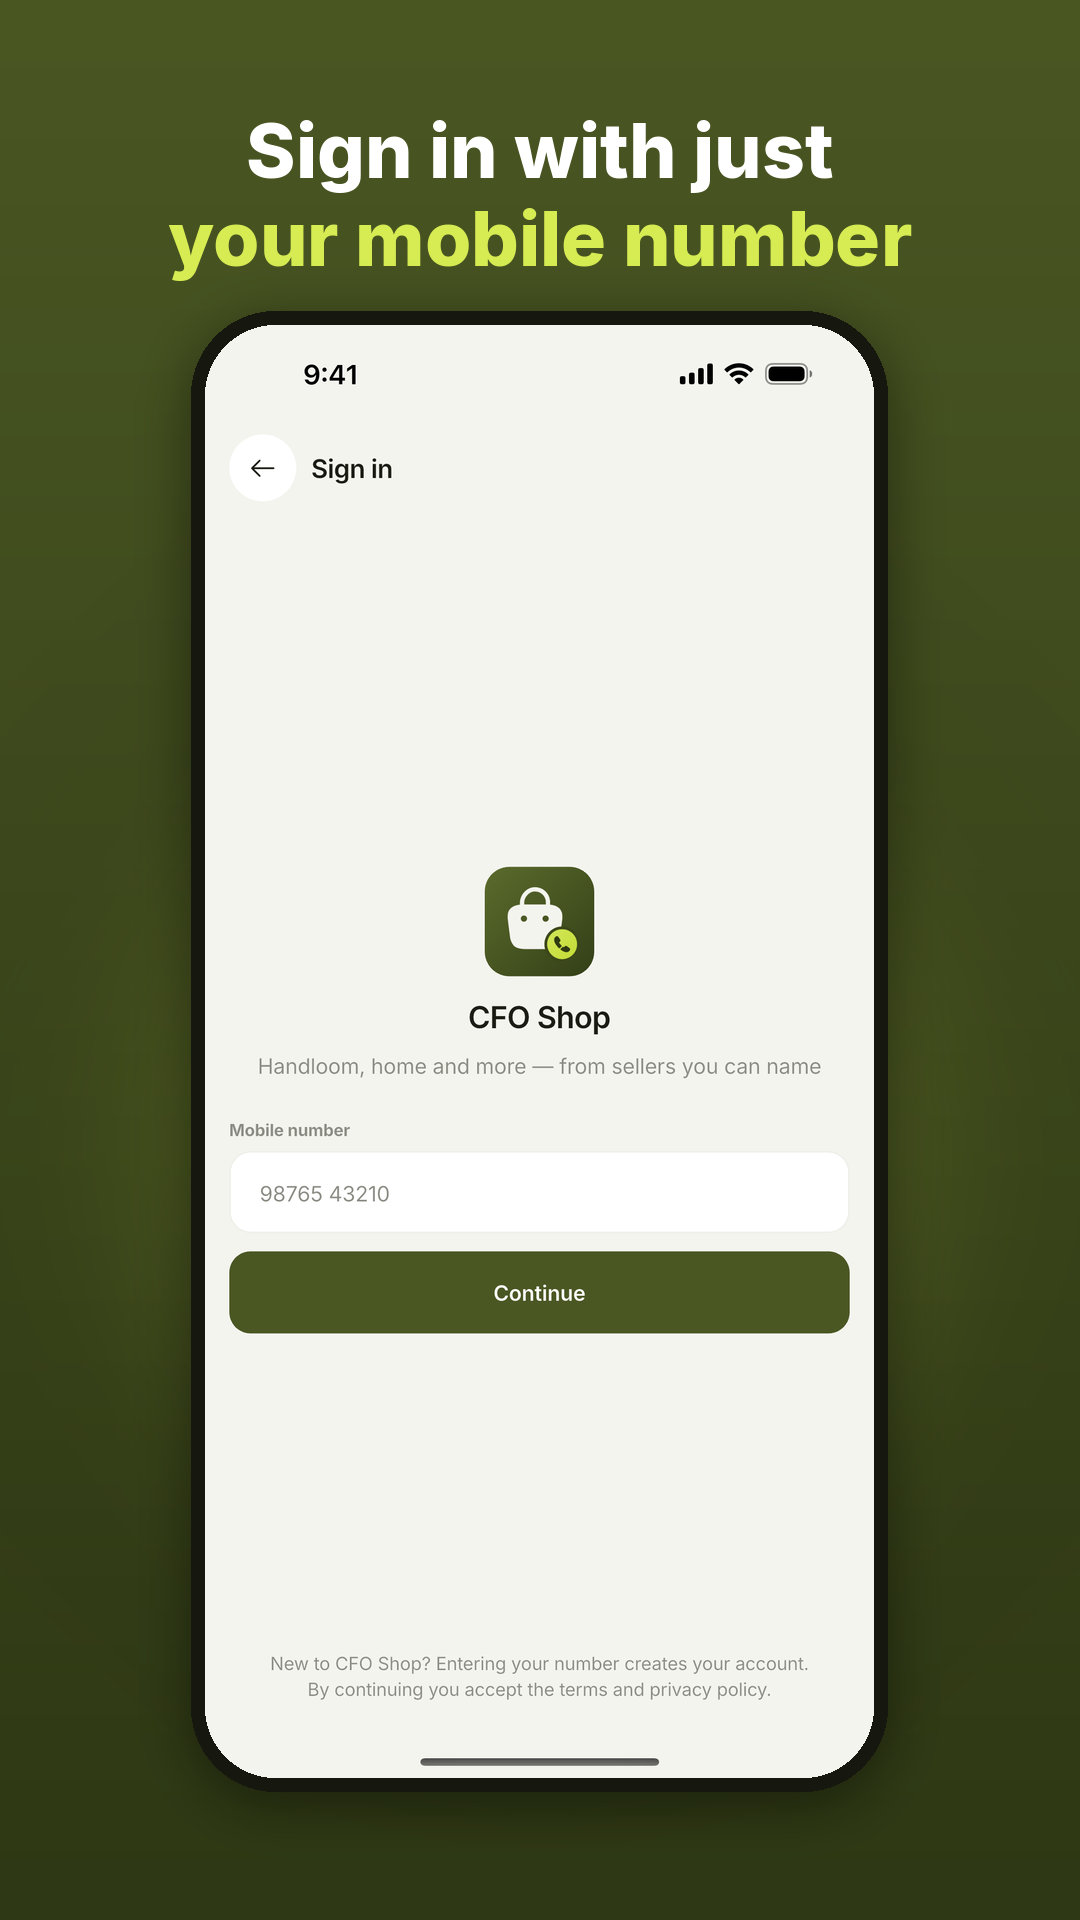 Sign in with just
your mobile number
9:41
Sign in
CFO Shop
Handloom, home and more — from sellers you can name
Mobile number
98765 43210
Continue
New to CFO Shop? Entering your number creates your account.
By continuing you accept the terms and privacy policy.